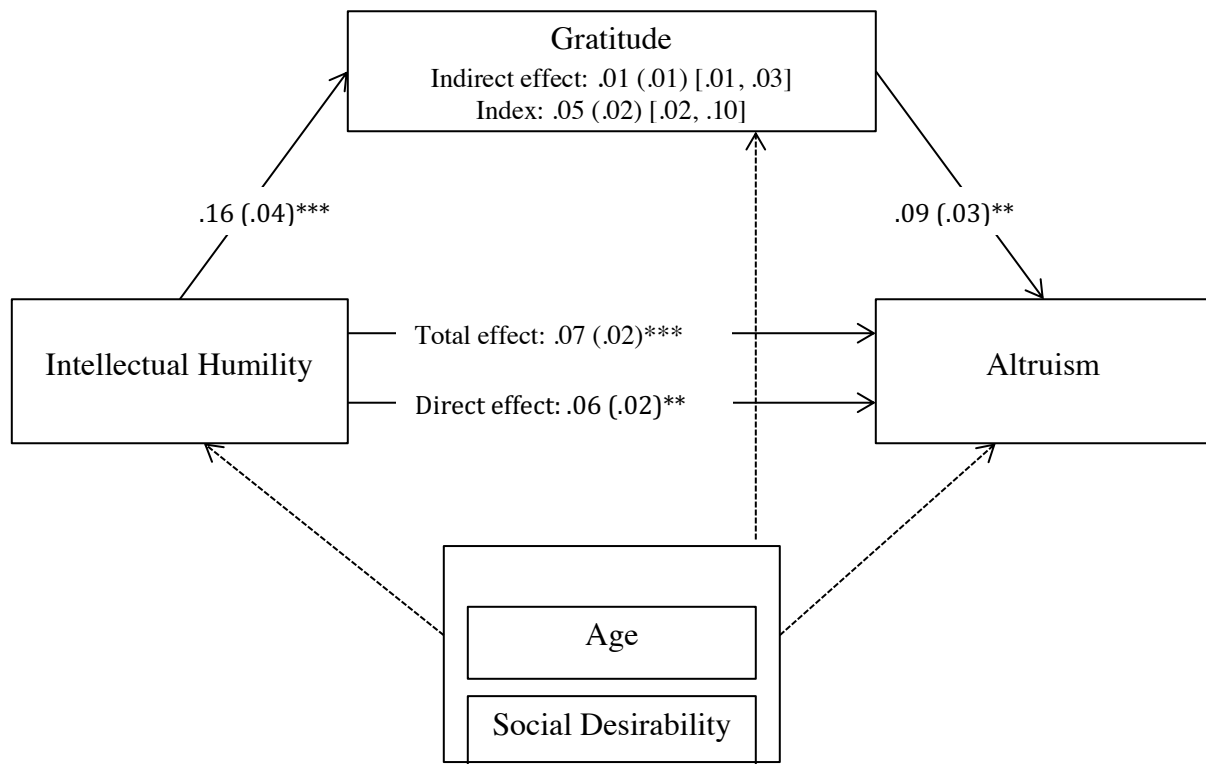 Gratitude
Indirect effect: .01 (.01) [.01, .03]
Index: .05 (.02) [.02, .10]
.16 (.04)***
.09 (.03)**
Intellectual Humility
Total effect: .07 (.02)***
Direct effect: .06 (.02)**
Altruism
Age
Social Desirability